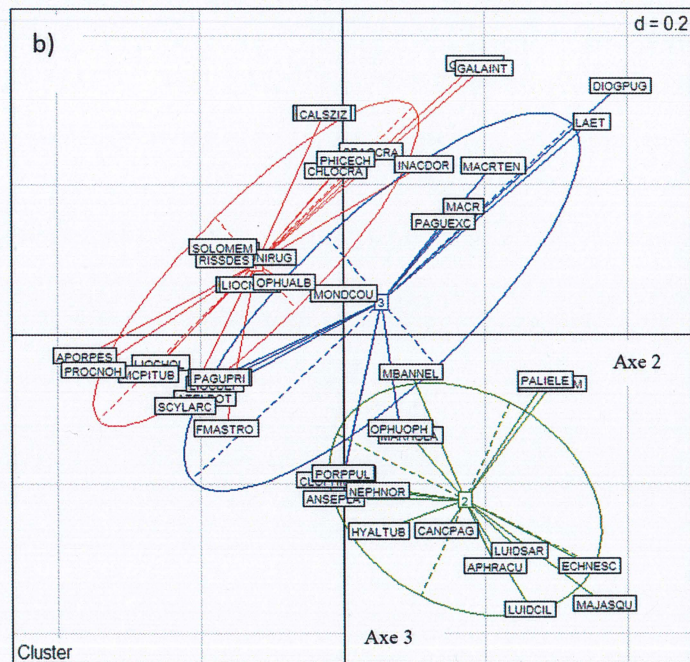 b)
d = 0.2
GALAINT
DIOGPUG
CALSZIZ
LAET
PHICECH
CHLOCRA
INACDOR
MACRTEN
MACR
PAGUEXC
SOLOMEM
RISSDES
NIRUG
OPHUALB
MONDCOU
3
APORPES
PROCNOH
MCPITUB
PAGUPRI
SCYLARC
FMASTRO
Axe 2
MBANNEL
PALIELE
M
OPHUOPH
PORPPUL
ANSEPLA
NEPHNOR
2
HYALTUB
CANCPAG
LUIDSAR
APHRACU
ECHNESC
LUIDCIL
MAJASQU
Axe 3
Cluster